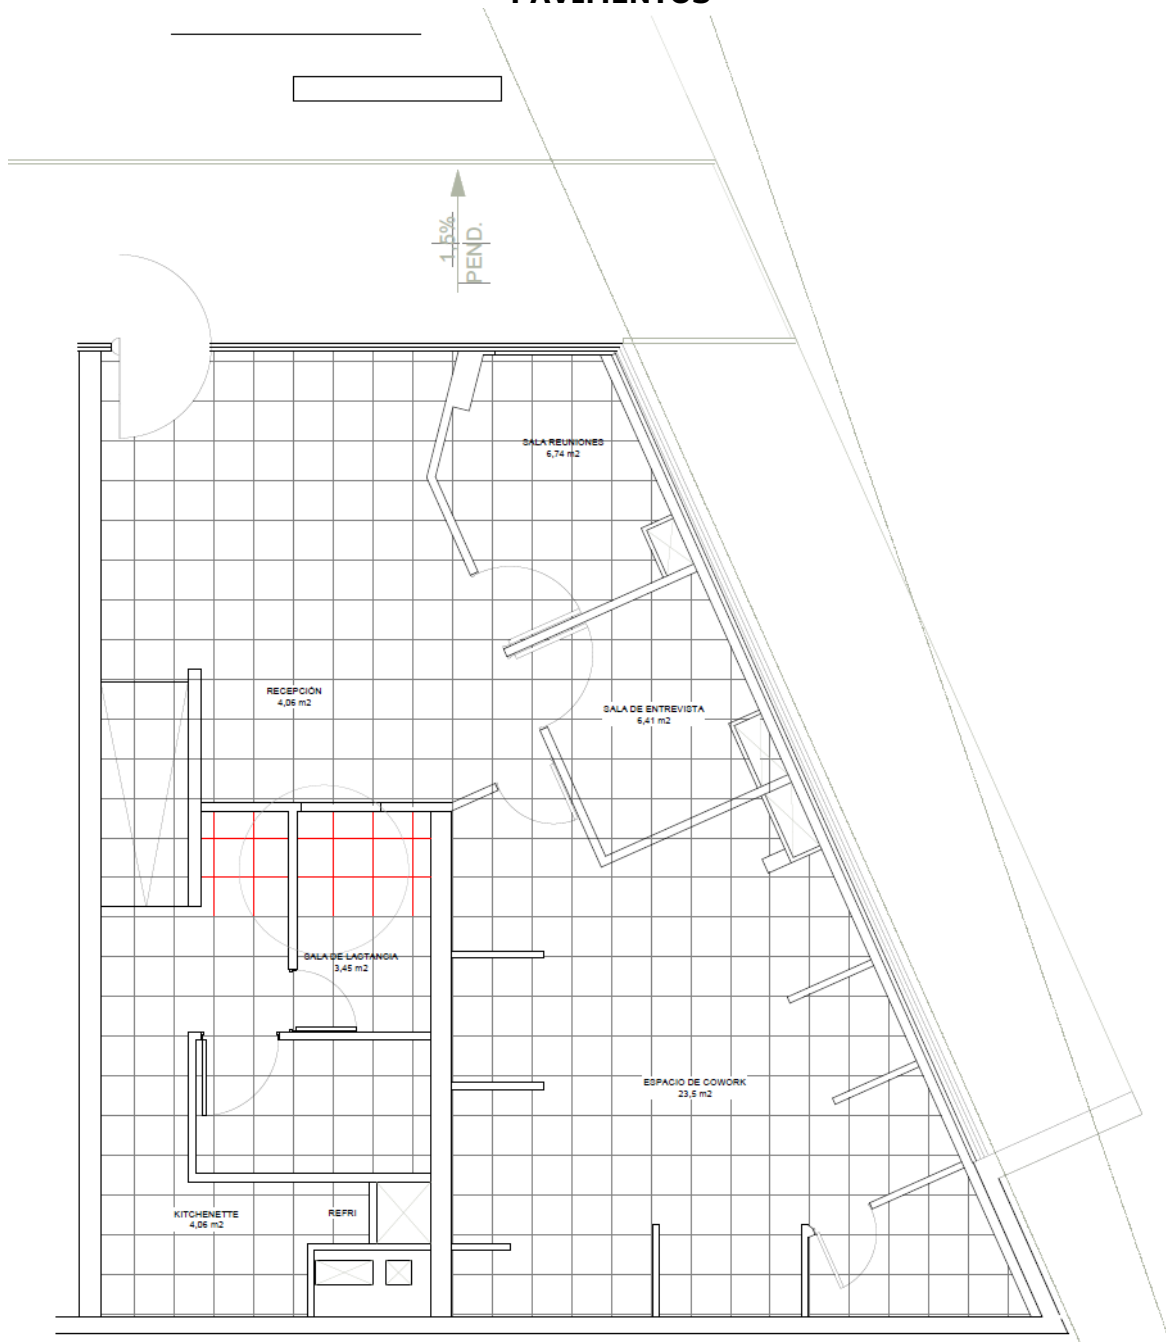 PAVIMENTOS
1,5%
PEND.
SALA REUNIONES
6,74 m2
RECEPCIÓN
4,06 m2
SALA DE ENTREVISTA
6,41 m2
SALA DE LACTANCIA
3,45 m2
ESPACIO DE COWORK
23,5 m2
KITCHENETTE
4,06 m2
REFRI